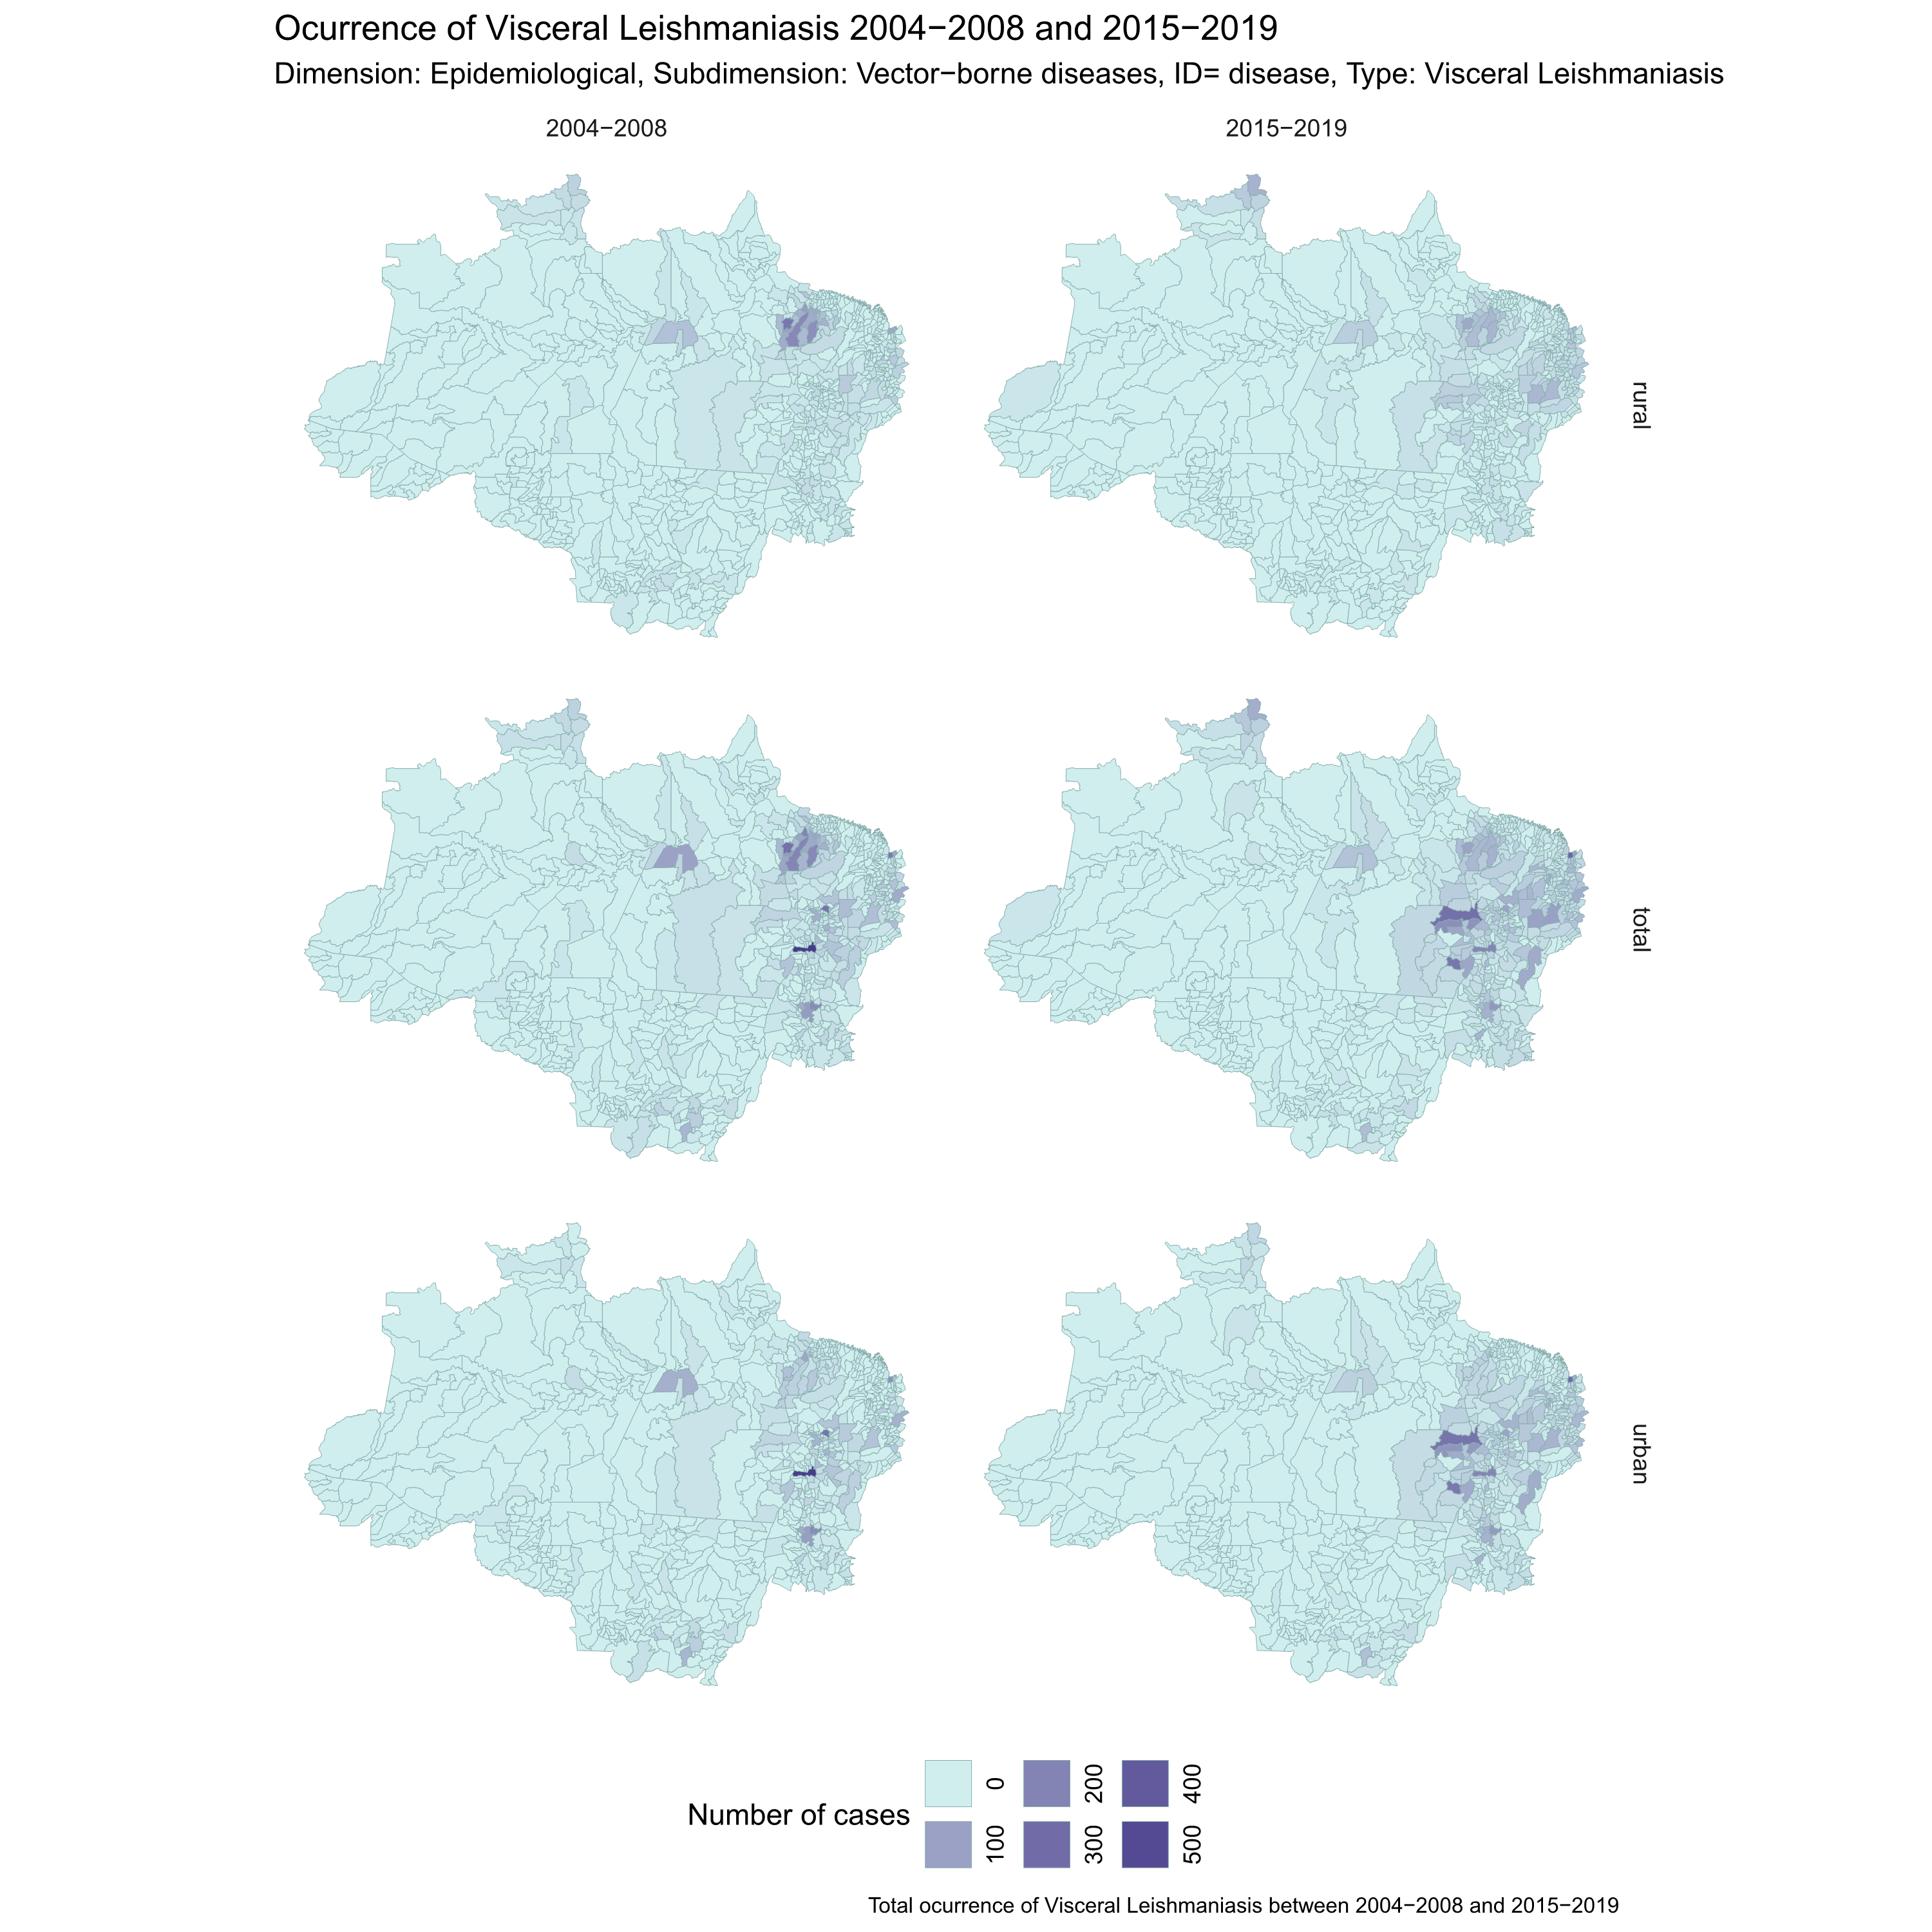 Ocurrence of Visceral Leishmaniasis 2004−2008 and 2015−2019
Dimension: Epidemiological, Subdimension: Vector−borne diseases, ID= disease, Type: Visceral Leishmaniasis
2004−2008
2015−2019
rural
total
urban
Number of cases
0
200
400
100
300
500
Total ocurrence of Visceral Leishmaniasis between 2004−2008 and 2015−2019